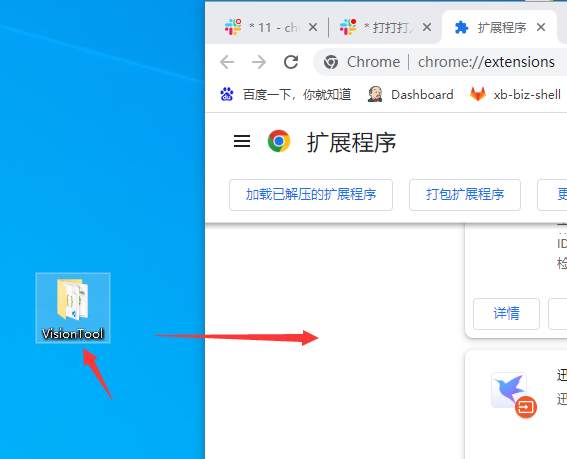 * 11 - ch
* 打打打
扩展程序
Chrome | chrome://extensions
百度一下，你就知道
Dashboard
xb-biz-shell
扩展程序
加载已解压的扩展程序
打包扩展程序
更
ID
检
详情
VisionTool
迅
迅